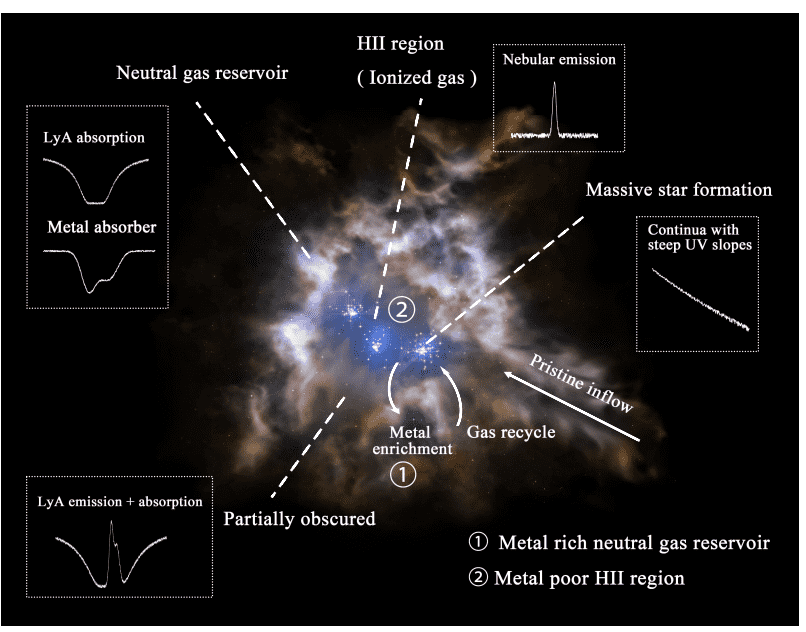 HII region
( Ionized gas )
Neutral gas reservoir
Nebular emission
LyA absorption
Metal absorber
Massive star formation
Continua with
steep UV slopes
②
Pristine inflow
Metal
enrichment
①
Gas recycle
LyA emission + absorption
Partially obscured
① Metal rich neutral gas reservoir
② Metal poor HII region